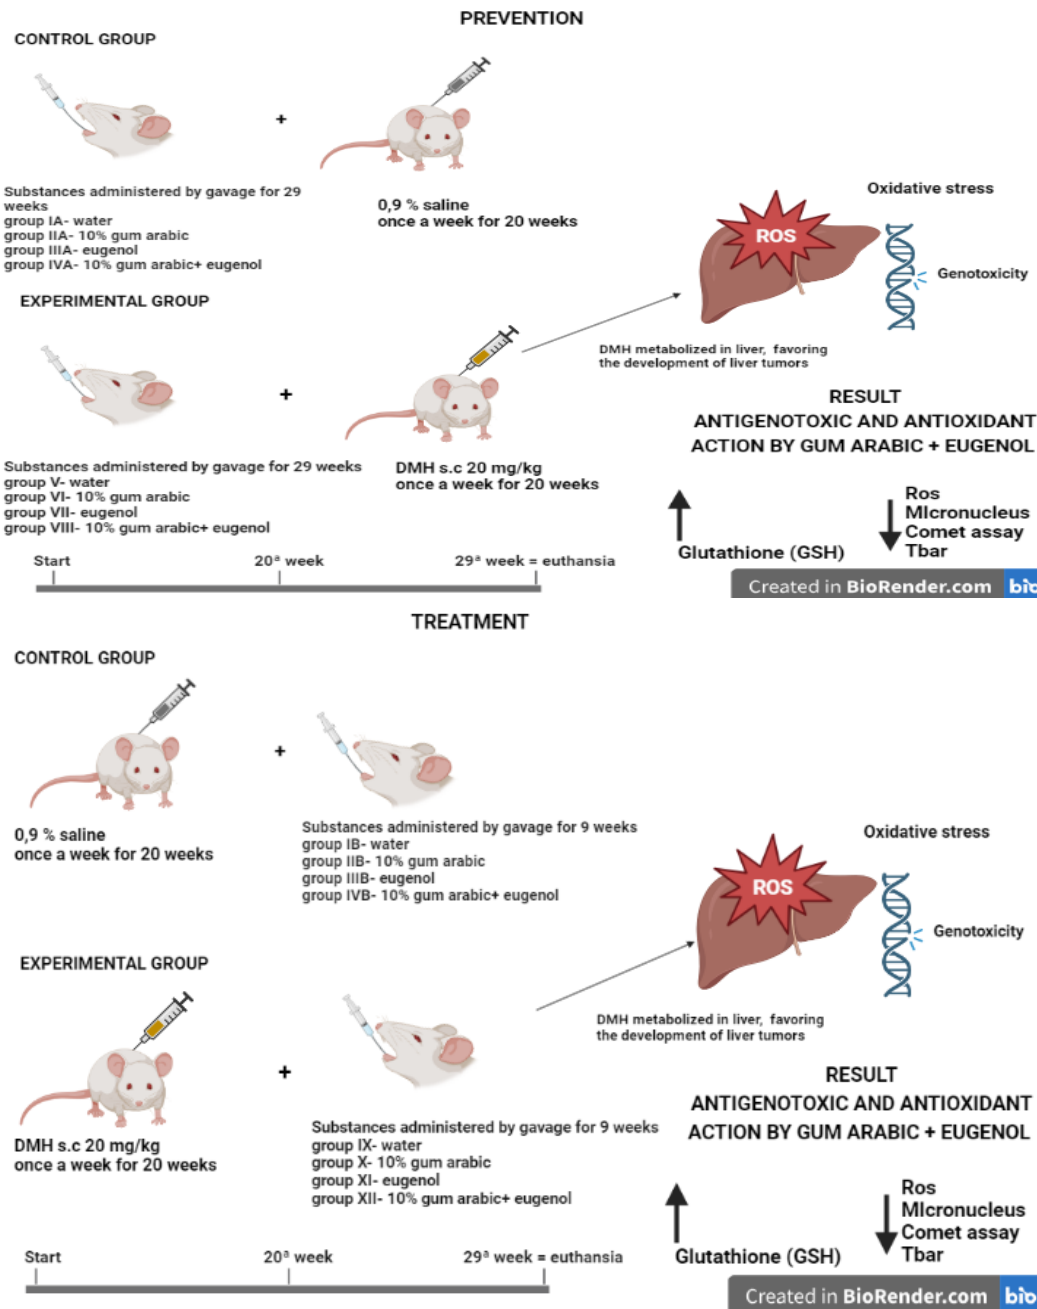 PREVENTION
CONTROL GROUP
+
Substances administered by gavage for 29
weeks
group IA- water
group IIA- 10% gum arabic
group IIIA- eugenol
group IVA- 10% gum arabic+ eugenol
0,9 % saline
once a week for 20 weeks
Oxidative stress
ROS
Genotoxicity
EXPERIMENTAL GROUP
+
DMH metabolized in liver, favoring
the development of liver tumors
Substances administered by gavage for 29 weeks
group V- water
group VI- 10% gum arabic
group VII- eugenol
group VIII- 10% gum arabic+ eugenol
DMH s.c 20 mg/kg
once a week for 20 weeks
RESULT
ANTIGENOTOXIC AND ANTIOXIDANT
ACTION BY GUM ARABIC + EUGENOL
Glutathione (GSH)
Ros
MIcronucleus
Comet assay
Tbar
Start
20ª week
29ª week = euthansia
Created in BioRender.com bio
TREATMENT
CONTROL GROUP
+
0,9 % saline
once a week for 20 weeks
Substances administered by gavage for 9 weeks
group IB- water
group IIB- 10% gum arabic
group IIIB- eugenol
group IVB- 10% gum arabic+ eugenol
Oxidative stress
ROS
Genotoxicity
EXPERIMENTAL GROUP
+
DMH metabolized in liver, favoring
the development of liver tumors
DMH s.c 20 mg/kg
once a week for 20 weeks
Substances administered by gavage for 9 weeks
group IX- water
group X- 10% gum arabic
group XI- eugenol
group XII- 10% gum arabic+ eugenol
RESULT
ANTIGENOTOXIC AND ANTIOXIDANT
ACTION BY GUM ARABIC + EUGENOL
Glutathione (GSH)
Ros
MIcronucleus
Comet assay
Tbar
Start
20ª week
29ª week = euthansia
Created in BioRender.com bio